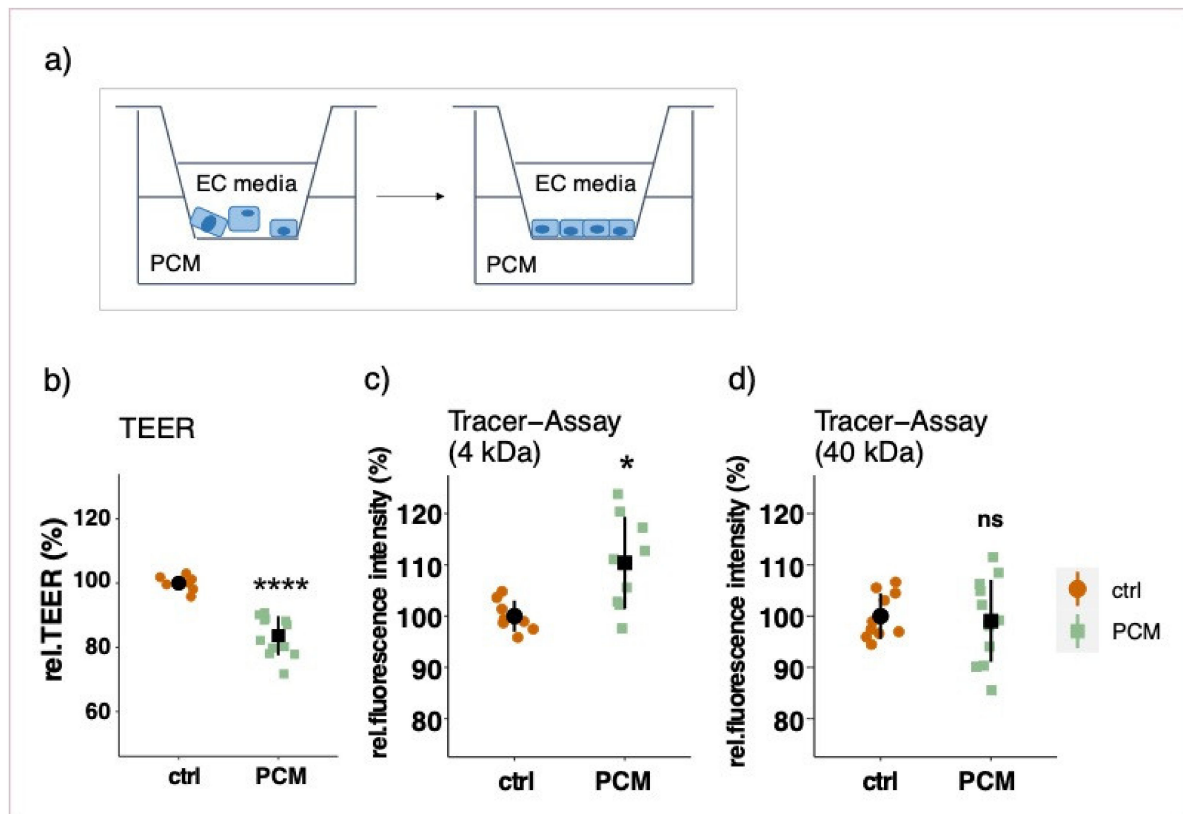 a)
EC media
PCM
EC media
PCM
b)
TEER
rel.TEER (%)
120
100
80
60
****
ctrl
PCM
c)
Tracer–Assay
(4 kDa)
rel.fluorescence intensity (%)
120
110
100
90
80
*
ctrl
PCM
d)
Tracer–Assay
(40 kDa)
rel.fluorescence intensity (%)
120
110
100
90
80
ns
ctrl
PCM
ctrl
PCM